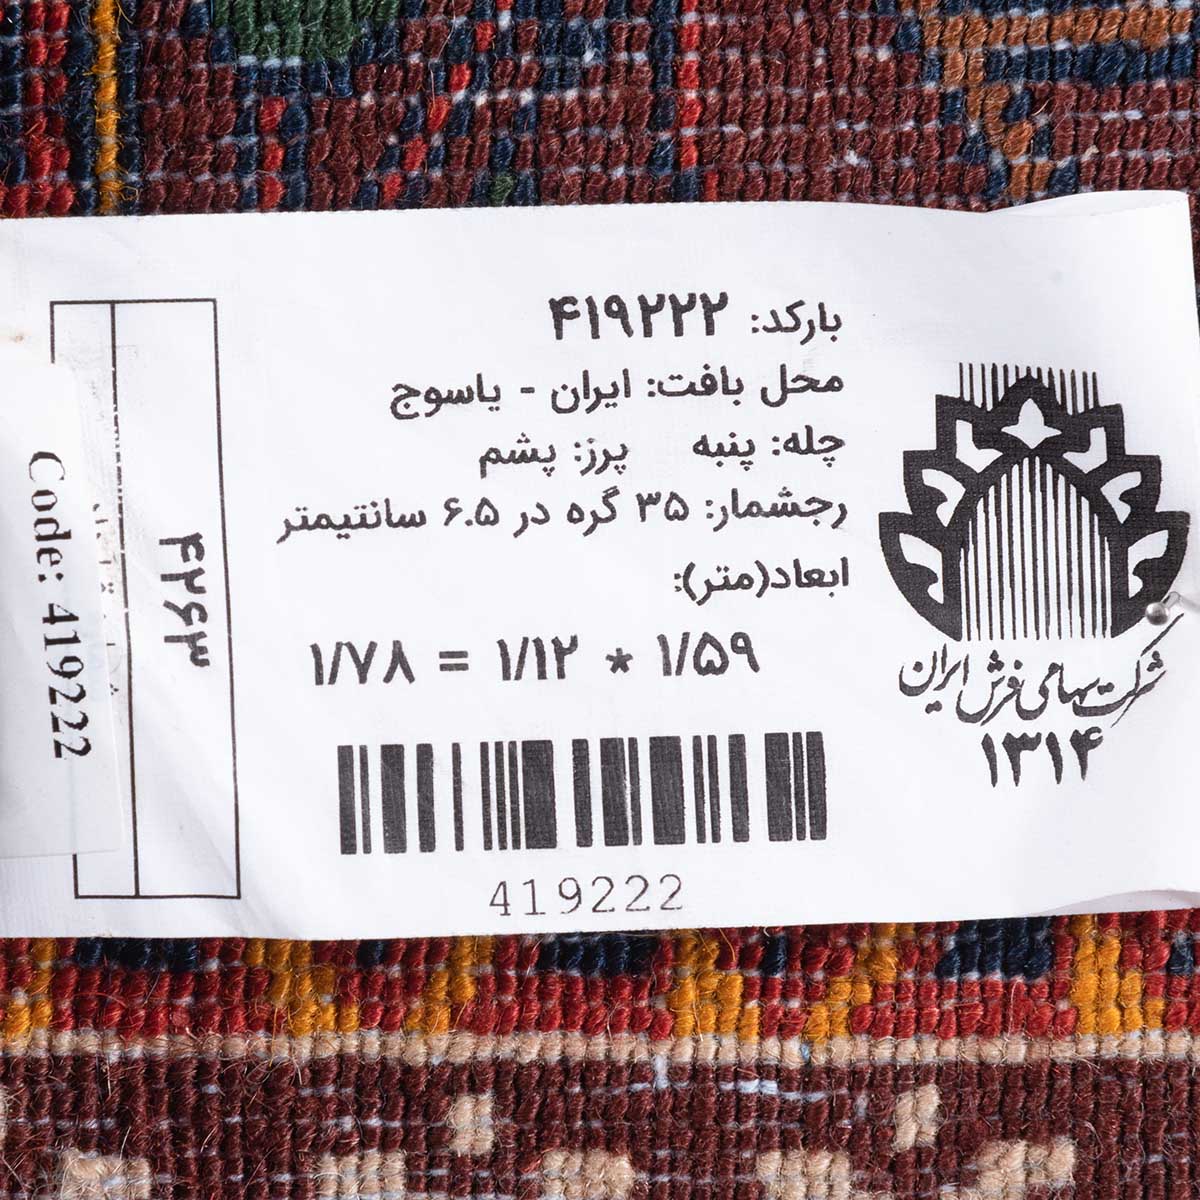 بارکد: ۴۱۹۲۲۲
محل بافت: ایران - یاسوج
چله: پنبه پرز: پشم
رجشمار: ۳۵ گره در ۶.۵ سانتیمتر
ابعاد(متر):
۱/۵۹ * ۱/۱۲ = ۱/۷۸
419222
شرکت سهامی فرش ایران
۱۳۱۴
۴۲۶۳
Code: 419222